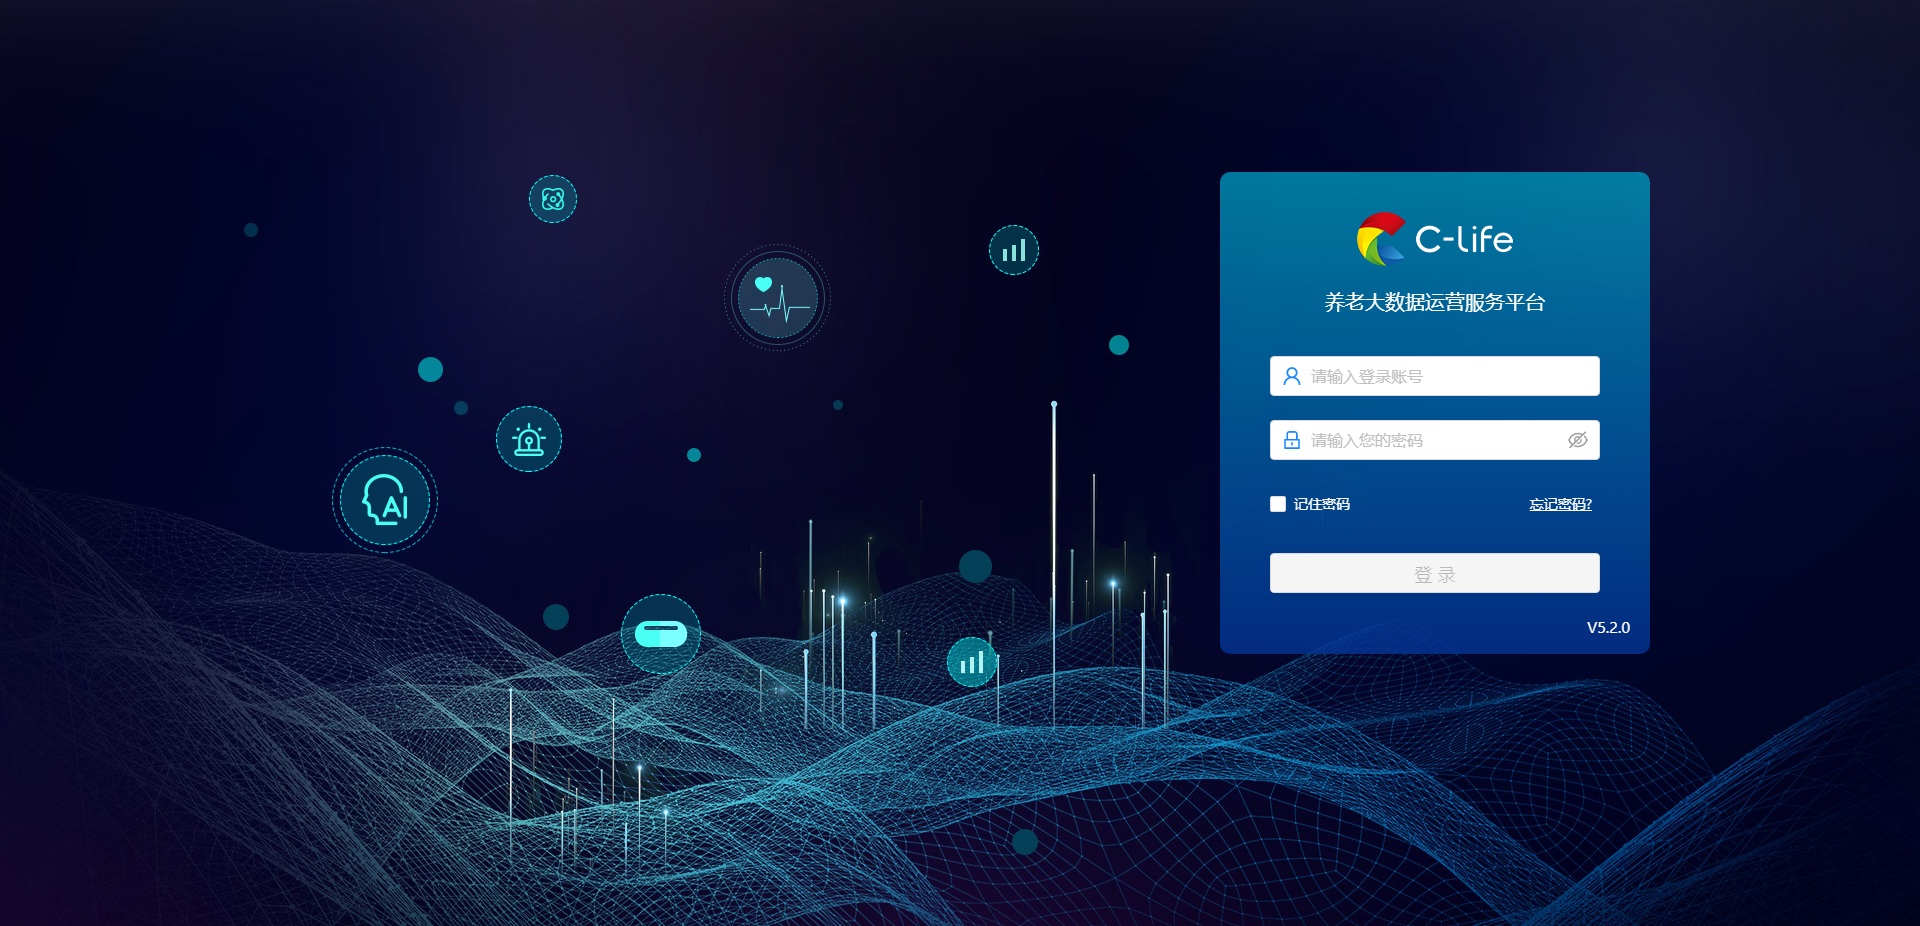 AI
C-life
养老大数据运营服务平台
请输入登录账号
请输入您的密码
记住密码 忘记密码?
登 录
V5.2.0